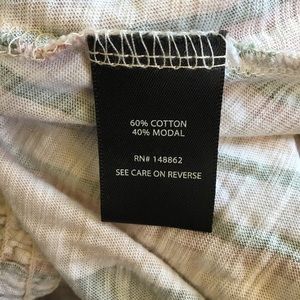 60% COTTON
40% MODAL
RN# 148862
SEE CARE ON REVERSE